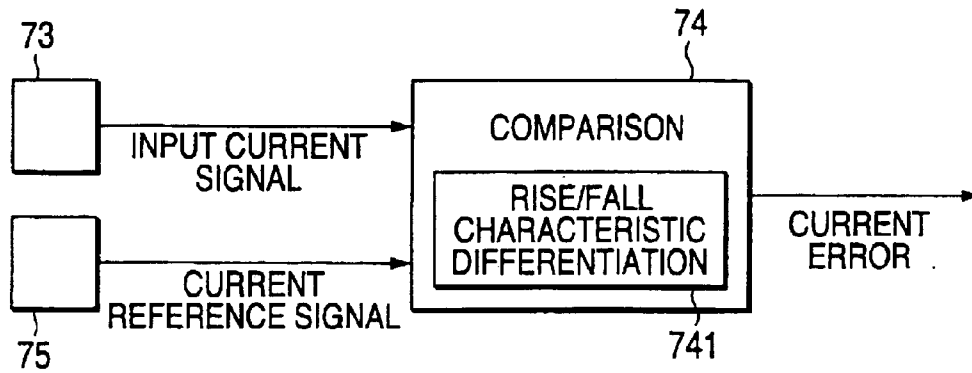 73
74
INPUT CURRENT
SIGNAL
COMPARISON
RISE/FALL
CHARACTERISTIC
DIFFERENTIATION
CURRENT
ERROR
CURRENT
REFERENCE SIGNAL
75
741